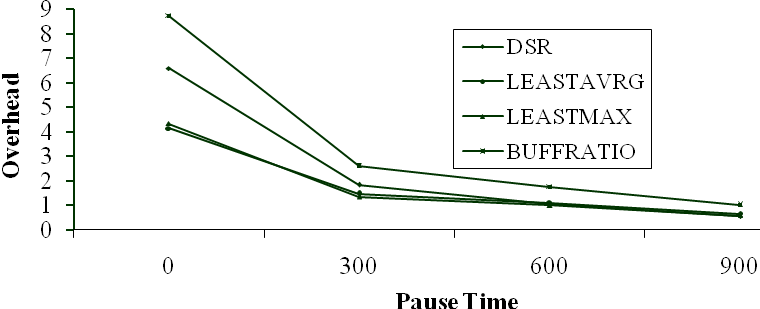 9
8
7
6
5
4
3
2
1
0
Overhead
DSR
LEASTAVRG
LEASTMAX
BUFFRATIO
0 300 600 900
Pause Time